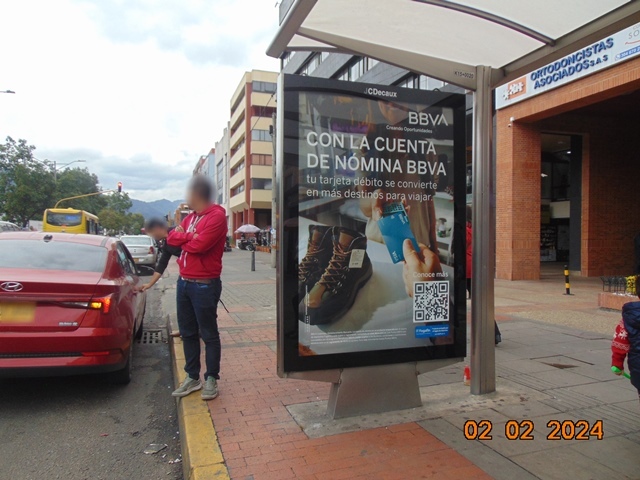 JCDecaux
BBVA
Creando Oportunidades
CON LA CUENTA
DE NÓMINA BBVA
tu tarjeta débito se convierte
en más destinos para viajar.
Conoce más
ORTODONCISTAS
ASOCIADOS S.A.S
02 02 2024